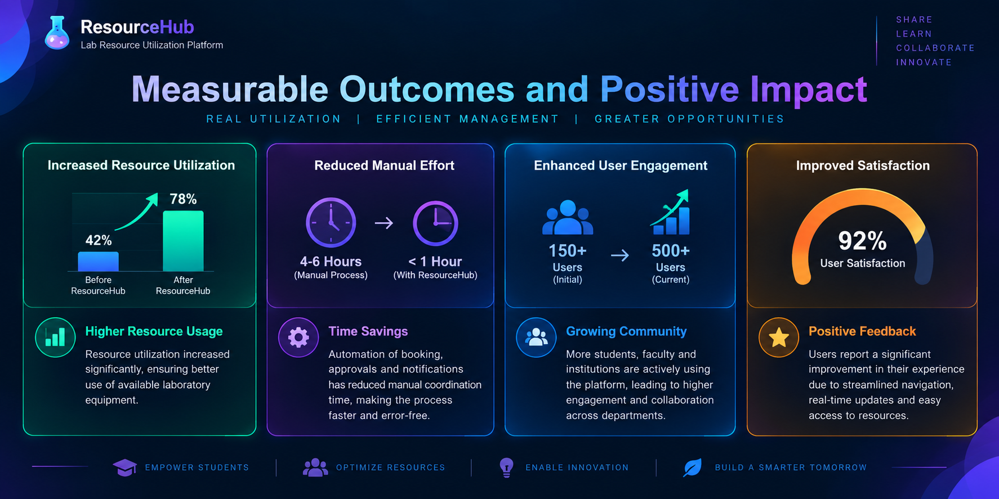 ResourceHub
Lab Resource Utilization Platform
SHARE
LEARN
COLLABORATE
INNOVATE
Measurable Outcomes and Positive Impact
REAL UTILIZATION | EFFICIENT MANAGEMENT | GREATER OPPORTUNITIES
Increased Resource Utilization
78%
42%
Before
ResourceHub
After
ResourceHub
Higher Resource Usage
Resource utilization increased
significantly, ensuring better
use of available laboratory
equipment.
Reduced Manual Effort
4-6 Hours
(Manual Process)
< 1 Hour
(With ResourceHub)
Time Savings
Automation of booking,
approvals and notifications
has reduced manual coordination
time, making the process
faster and error-free.
Enhanced User Engagement
150+
Users
(Initial)
500+
Users
(Current)
Growing Community
More students, faculty and
institutions are actively using
the platform, leading to higher
engagement and collaboration
across departments.
Improved Satisfaction
92%
User Satisfaction
Positive Feedback
Users report a significant
improvement in their experience
due to streamlined navigation,
real-time updates and easy
access to resources.
EMPOWER STUDENTS
OPTIMIZE RESOURCES
ENABLE INNOVATION
BUILD A SMARTER TOMORROW